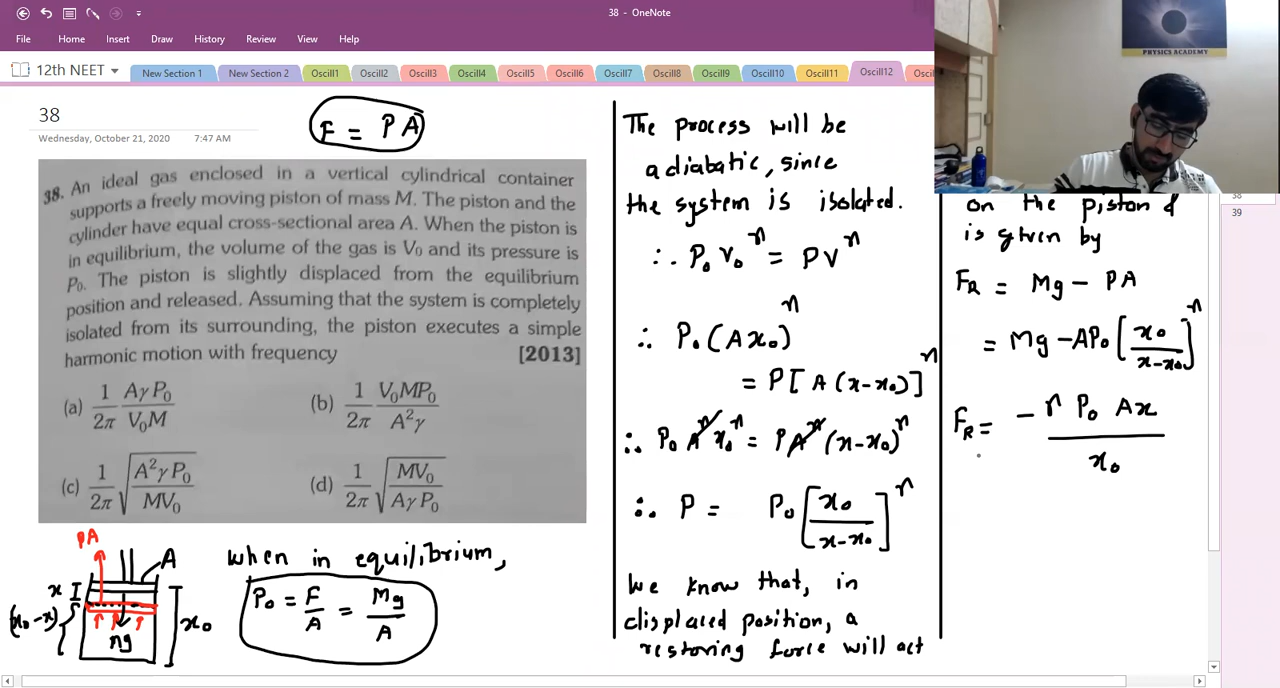 38 - OneNote
File Home Insert Draw History Review View Help
12th NEET
New Section 1 New Section 2 Oscill1 Oscill2 Oscill3 Oscill4 Oscill5 Oscill6 Oscill7 Oscill8 Oscill9 Oscill10 Oscill11 Oscill12 Oscill
PHYSICS ACADEMY
38
Wednesday, October 21, 2020 7:47 AM
F = PA
38. An ideal gas enclosed in a vertical cylindrical container
supports a freely moving piston of mass M. The piston and the
cylinder have equal cross-sectional area A. When the piston is
in equilibrium, the volume of the gas is V₀ and its pressure is
P₀. The piston is slightly displaced from the equilibrium
position and released. Assuming that the system is completely
isolated from its surrounding, the piston executes a simple
harmonic motion with frequency [2013]
(a) 1/2π AγP₀/V₀M (b) 1/2π V₀MP₀/A²γ
(c) 1/2π √(A²γP₀/MV₀) (d) 1/2π √(MV₀/AγP₀)
PA
A
x
(x₀-x)
x₀
mg
when in equilibrium,
P₀ = F/A = Mg/A
The process will be
adiabatic, since
the system is isolated.
∴ P₀V₀^γ = PV^γ
∴ P₀(Ax₀)^γ
= P[A(x-x₀)]^γ
∴ P₀A^γx₀^γ = PA^γ(x-x₀)^γ
∴ P = P₀[x₀/x-x₀]^γ
We know that, in
displaced position, a
restoring force will act
on the piston &
is given by
F_R = Mg - PA
= Mg - AP₀[x₀/x-x₀]^γ
F_R = -γP₀Ax/x₀
38
39